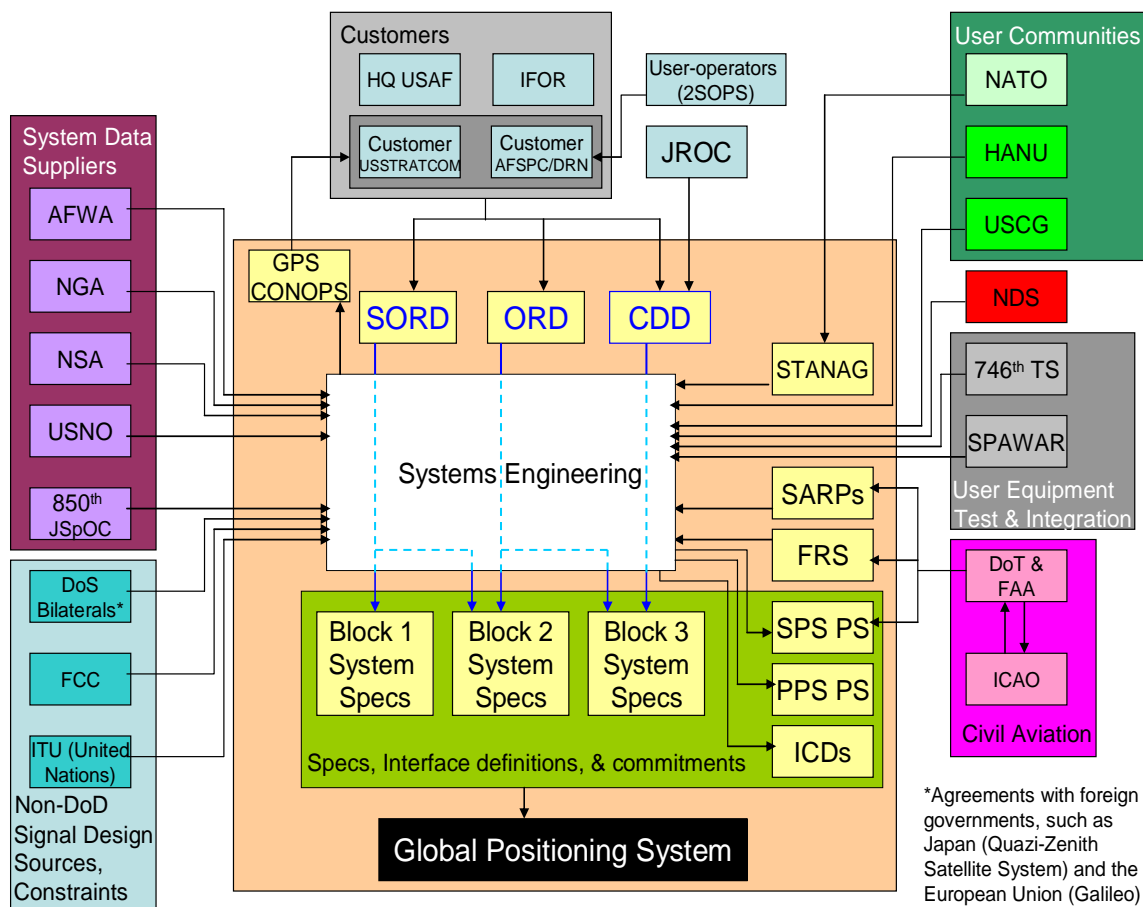 Customers
HQ USAF
IFOR
Customer
USSTRATCOM
Customer
AFSPC/DRN
User-operators
(2SOPS)
JROC
User Communities
NATO
HANU
USCG
System Data
Suppliers
AFWA
NGA
NSA
USNO
850th
JSpOC
GPS
CONOPS
SORD
ORD
CDD
STANAG
NDS
746th TS
SPAWAR
User Equipment
Test & Integration
Systems Engineering
SARPs
FRS
DoS
Bilaterals*
FCC
ITU (United
Nations)
Non-DoD
Signal Design
Sources,
Constraints
Block 1
System
Specs
Block 2
System
Specs
Block 3
System
Specs
SPS PS
PPS PS
ICDs
Specs, Interface definitions, & commitments
DoT &
FAA
ICAO
Civil Aviation
Global Positioning System
*Agreements with foreign
governments, such as
Japan (Quazi-Zenith
Satellite System) and the
European Union (Galileo)